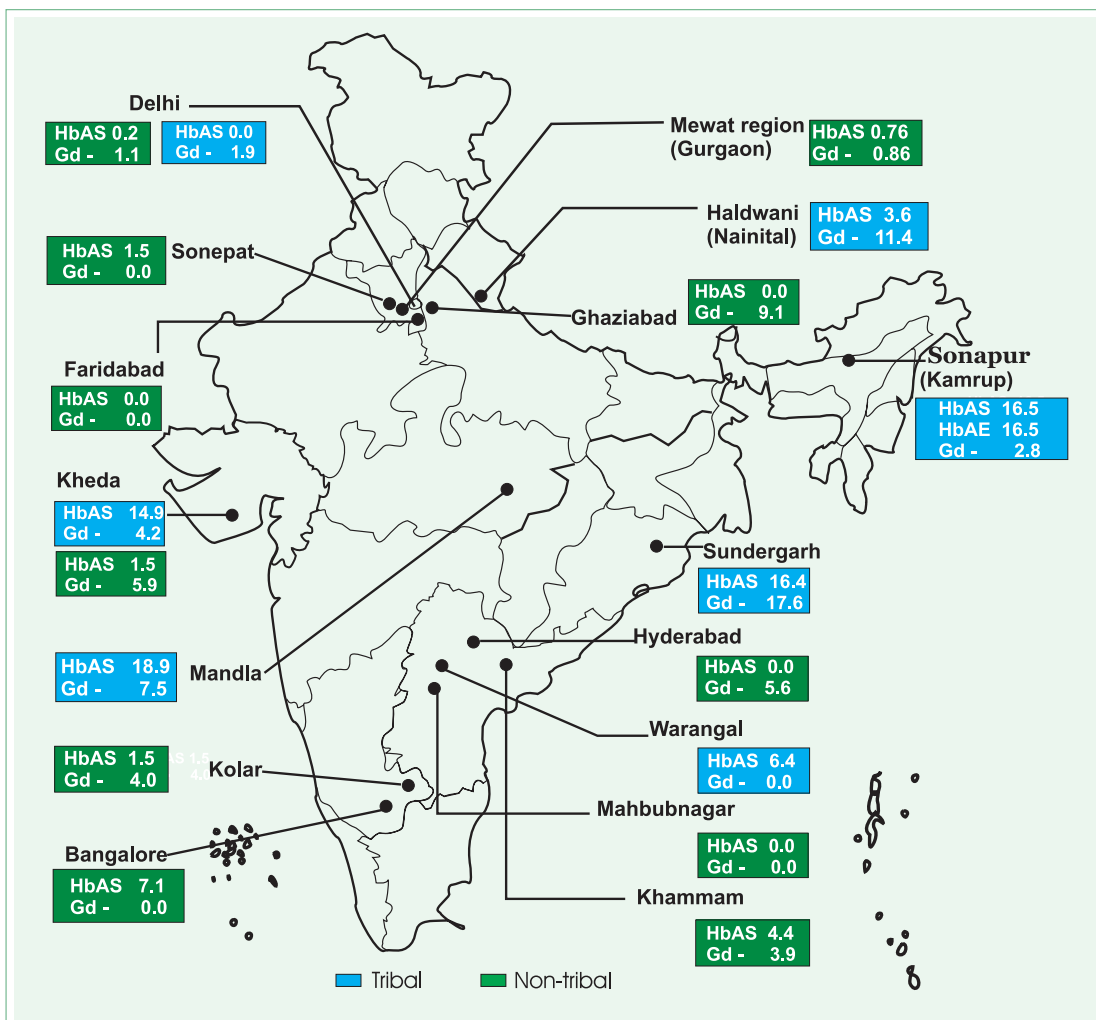 Delhi
HbAS 0.2
Gd - 1.1
HbAS 0.0
Gd - 1.9
Mewat region
(Gurgaon)
HbAS 0.76
Gd - 0.86
Haldwani
(Nainital)
HbAS 3.6
Gd - 11.4
Sonepat
HbAS 1.5
Gd - 0.0
Ghaziabad
HbAS 0.0
Gd - 9.1
Faridabad
HbAS 0.0
Gd - 0.0
Sonapur
(Kamrup)
HbAS 16.5
HbAE 16.5
Gd - 2.8
Kheda
HbAS 14.9
Gd - 4.2
HbAS 1.5
Gd - 5.9
Sundergarh
HbAS 16.4
Gd - 17.6
Hyderabad
HbAS 0.0
Gd - 5.6
Mandla
HbAS 18.9
Gd - 7.5
Warangal
HbAS 6.4
Gd - 0.0
Kolar
HbAS 1.5
Gd - 4.0
AS 1.5
4.0
Mahbubnagar
HbAS 0.0
Gd - 0.0
Bangalore
HbAS 7.1
Gd - 0.0
Khammam
HbAS 4.4
Gd - 3.9
Tribal
Non-tribal